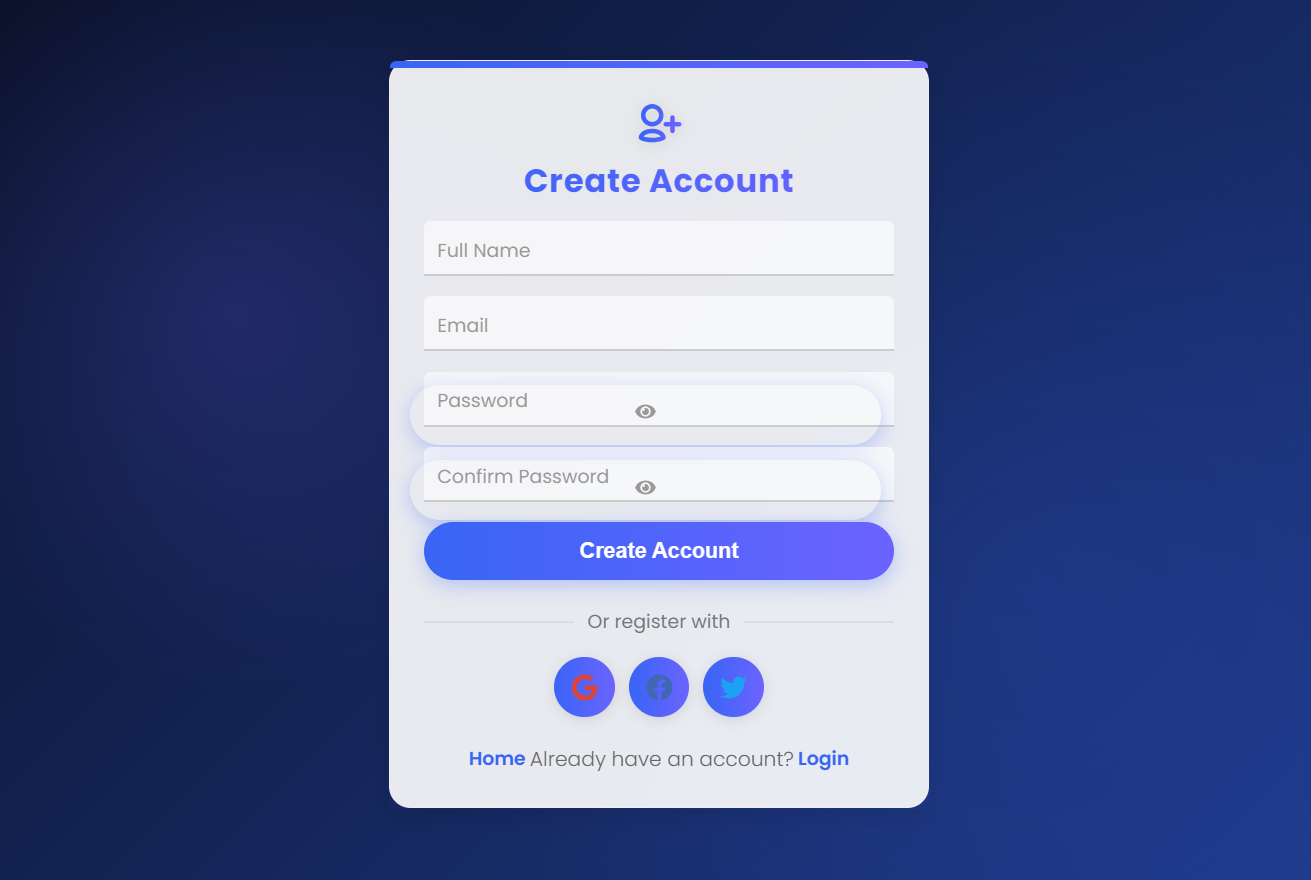 Create Account
Full Name
Email
Password
Confirm Password
Create Account
Or register with
Home Already have an account? Login